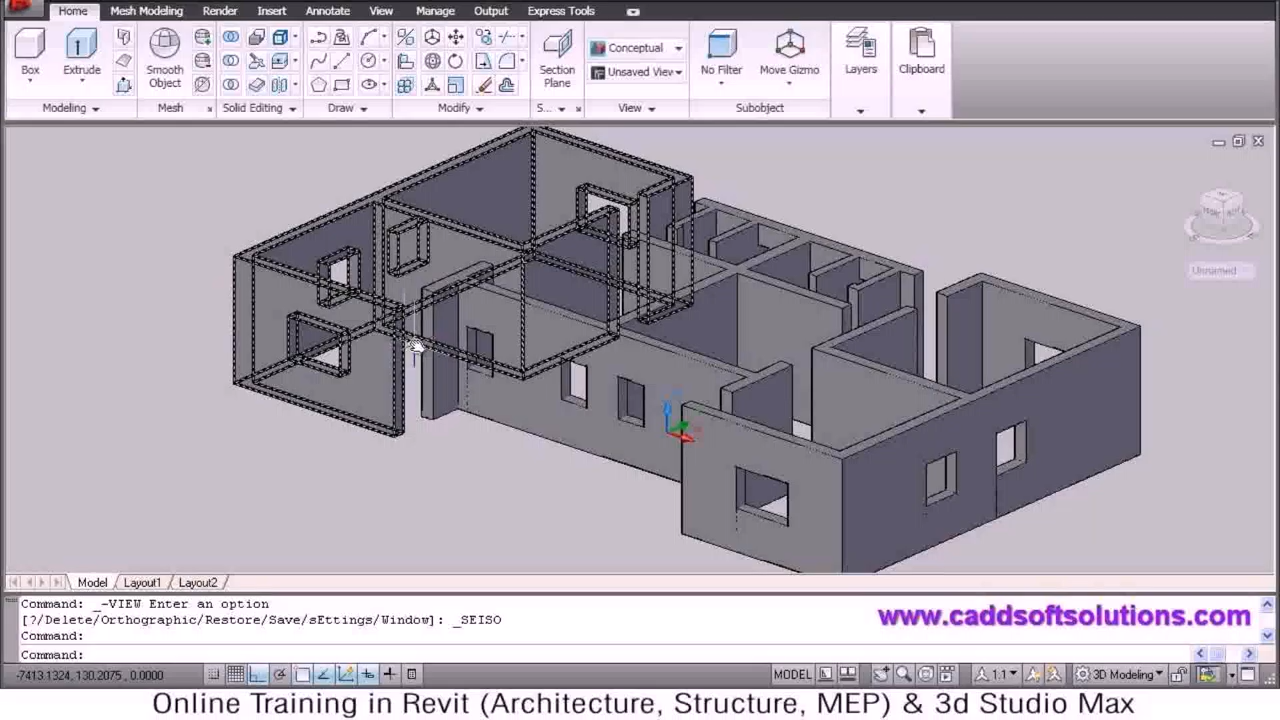 Home Mesh Modeling Render Insert Annotate View Manage Output Express Tools
Box Extrude Smooth Object Section Plane Conceptual Unsaved View No Filter Move Gizmo Layers Clipboard
Modeling Mesh Solid Editing Draw Modify S... View Subobject
Unnamed
Model Layout1 Layout2
Command: _-VIEW Enter an option
[?/Delete/Orthographic/Restore/Save/sEttings/Window]: _SEISO
Command:
Command:
www.caddsoftsolutions.com
-7413.1324, 130.2075, 0.0000 MODEL 1:1 3D Modeling
Online Training in Revit (Architecture, Structure, MEP) & 3d Studio Max